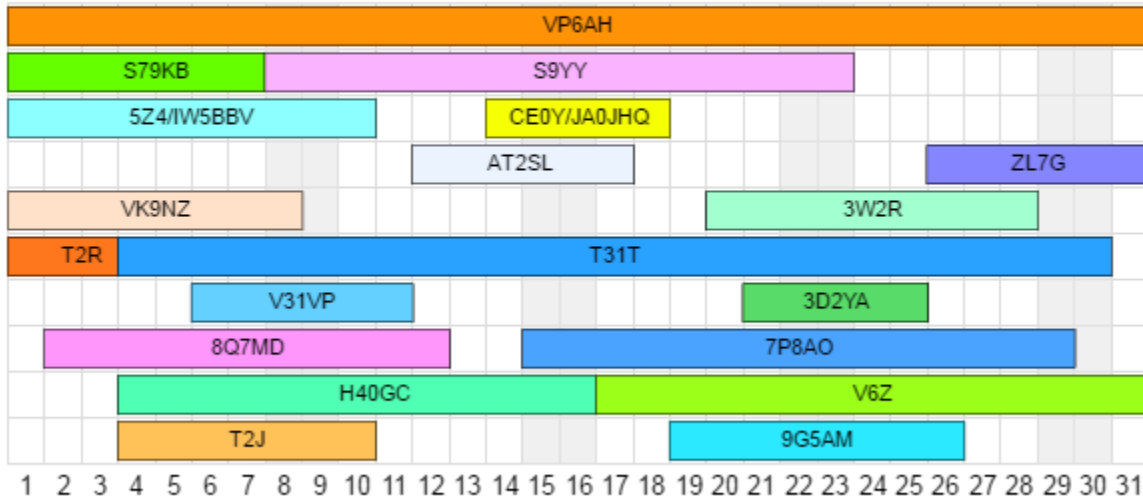 VP6AH
S79KB S9YY
5Z4/IW5BBV CE0Y/JA0JHQ
AT2SL ZL7G
VK9NZ 3W2R
T2R T31T
V31VP 3D2YA
8Q7MD 7P8AO
H40GC V6Z
T2J 9G5AM
1 2 3 4 5 6 7 8 9 10 11 12 13 14 15 16 17 18 19 20 21 22 23 24 25 26 27 28 29 30 31